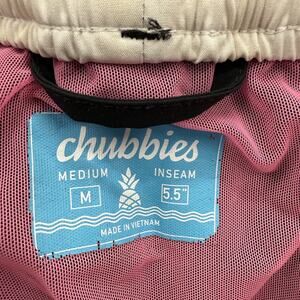 chubbies
MEDIUM INSEAM
M 5.5"
MADE IN VIETNAM